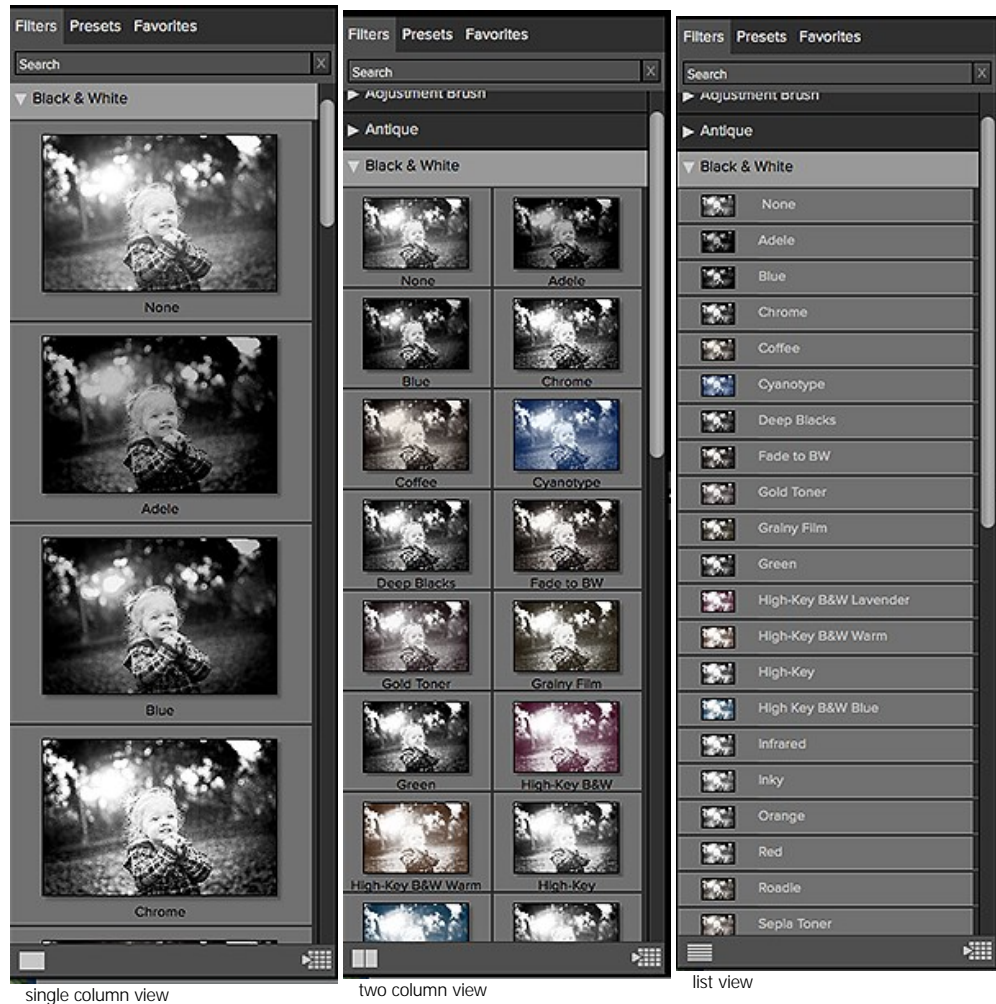 Filters Presets Favorites
Search X
Black & White
None
Adele
Blue
Chrome
single column view
Filters Presets Favorites
Search X
Adjustment Brush
Antique
Black & White
None Adele
Blue Chrome
Coffee Cyanotype
Deep Blacks Fade to BW
Gold Toner Grainy Film
Green High-Key B&W
High-Key B&W Warm High-Key
two column view
Filters Presets Favorites
Search X
Adjustment Brush
Antique
Black & White
None
Adele
Blue
Chrome
Coffee
Cyanotype
Deep Blacks
Fade to BW
Gold Toner
Grainy Film
Green
High-Key B&W Lavender
High-Key B&W Warm
High-Key
High Key B&W Blue
Infrared
Inky
Orange
Red
Roadie
Sepia Toner
list view